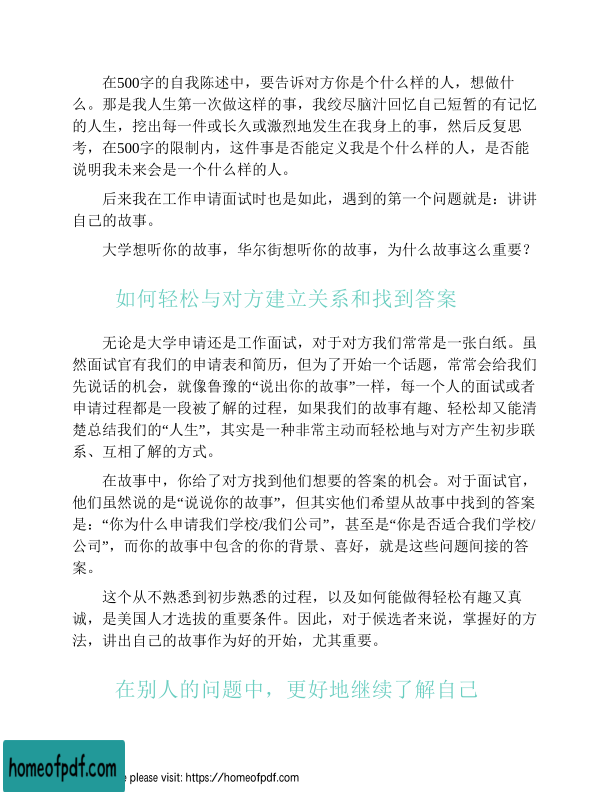 在500字的自我陈述中，要告诉对方你是个什么样的人，想做什
么。那是我人生第一次做这样的事，我绞尽脑汁回忆自己短暂的有记忆
的人生，挖出每一件或长久或激烈地发生在我身上的事，然后反复思
考，在500字的限制内，这件事是否能定义我是个什么样的人，是否能
说明我未来会是一个什么样的人。
后来我在工作申请面试时也是如此，遇到的第一个问题就是：讲讲
自己的故事。
大学想听你的故事，华尔街想听你的故事，为什么故事这么重要？
如何轻松与对方建立关系和找到答案
无论是大学申请还是工作面试，对于对方我们常常是一张白纸。虽
然面试官有我们的申请表和简历，但为了开始一个话题，常常会给我们
先说话的机会，就像鲁豫的“说出你的故事”一样，每一个人的面试或者
申请过程都是一段被了解的过程，如果我们的故事有趣、轻松却又能清
楚总结我们的“人生”，其实是一种非常主动而轻松地与对方产生初步联
系、互相了解的方式。
在故事中，你给了对方找到他们想要的答案的机会。对于面试官，
他们虽然说的是“说说你的故事”，但其实他们希望从故事中找到的答案
是：“你为什么申请我们学校/我们公司”，甚至是“你是否适合我们学校/
公司”，而你的故事中包含的你的背景、喜好，就是这些问题间接的答
案。
这个从不熟悉到初步熟悉的过程，以及如何能做得轻松有趣又真
诚，是美国人才选拔的重要条件。因此，对于候选者来说，掌握好的方
法，讲出自己的故事作为好的开始，尤其重要。
在别人的问题中，更好地继续了解自己
homeofpdf.com
e please visit: https://homeofpdf.com